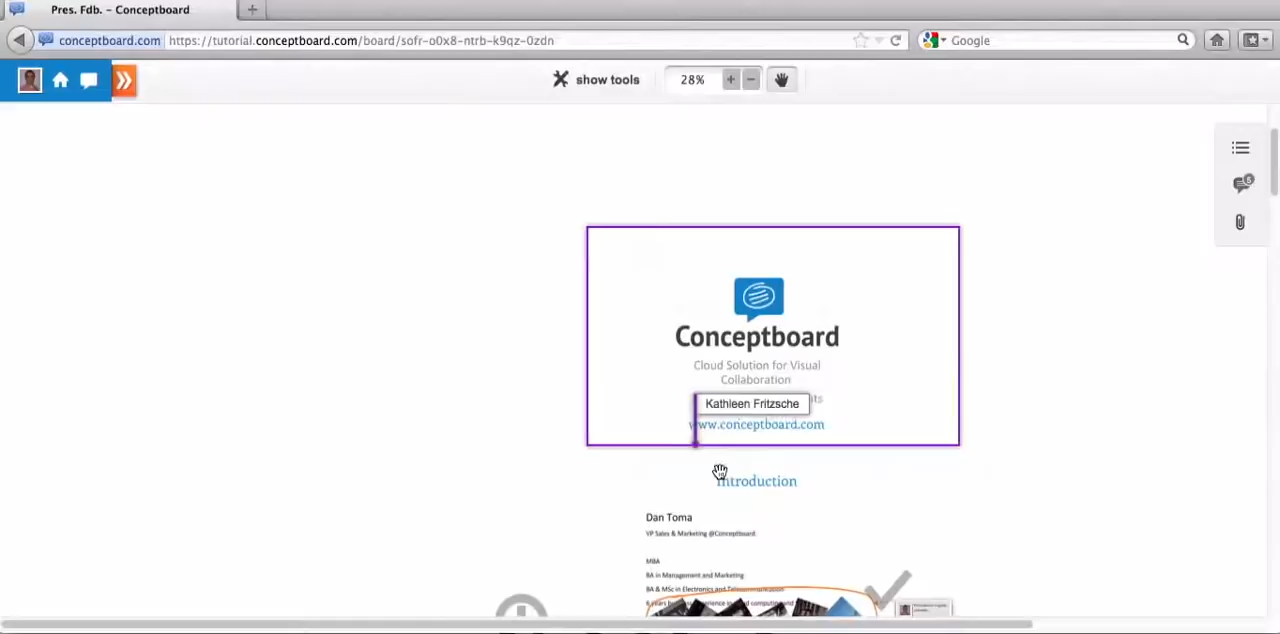 Pres. Fdb. – Conceptboard
conceptboard.com https://tutorial.conceptboard.com/board/sofr-o0x8-ntrb-k9qz-0zdn
Google
show tools
28%
5
Conceptboard
Cloud Solution for Visual
Collaboration
Kathleen Fritzsche
www.conceptboard.com
Introduction
Dan Toma
VP Sales & Marketing @Conceptboard
MBA
BA in Management and Marketing
BA & MSc in Electronics and Telecommunication